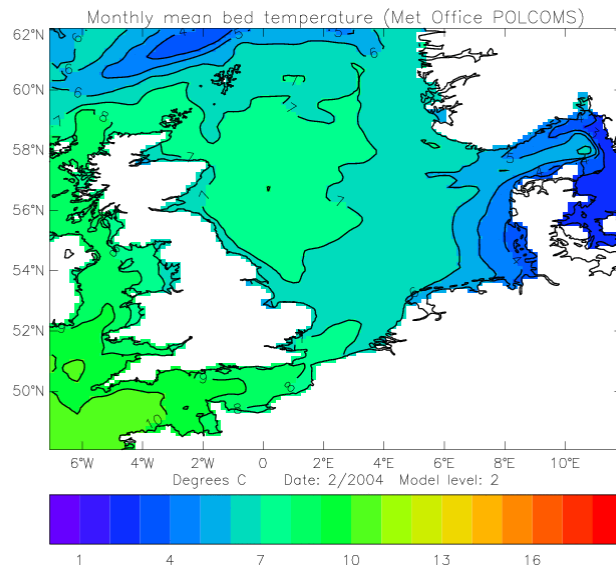 Monthly mean bed temperature (Met Office POLCOMS)
62°N
60°N
58°N
56°N
54°N
52°N
50°N
6°W 4°W 2°W 0 2°E 4°E 6°E 8°E 10°E
Degrees C Date: 2/2004 Model level: 2
1 4 7 10 13 16